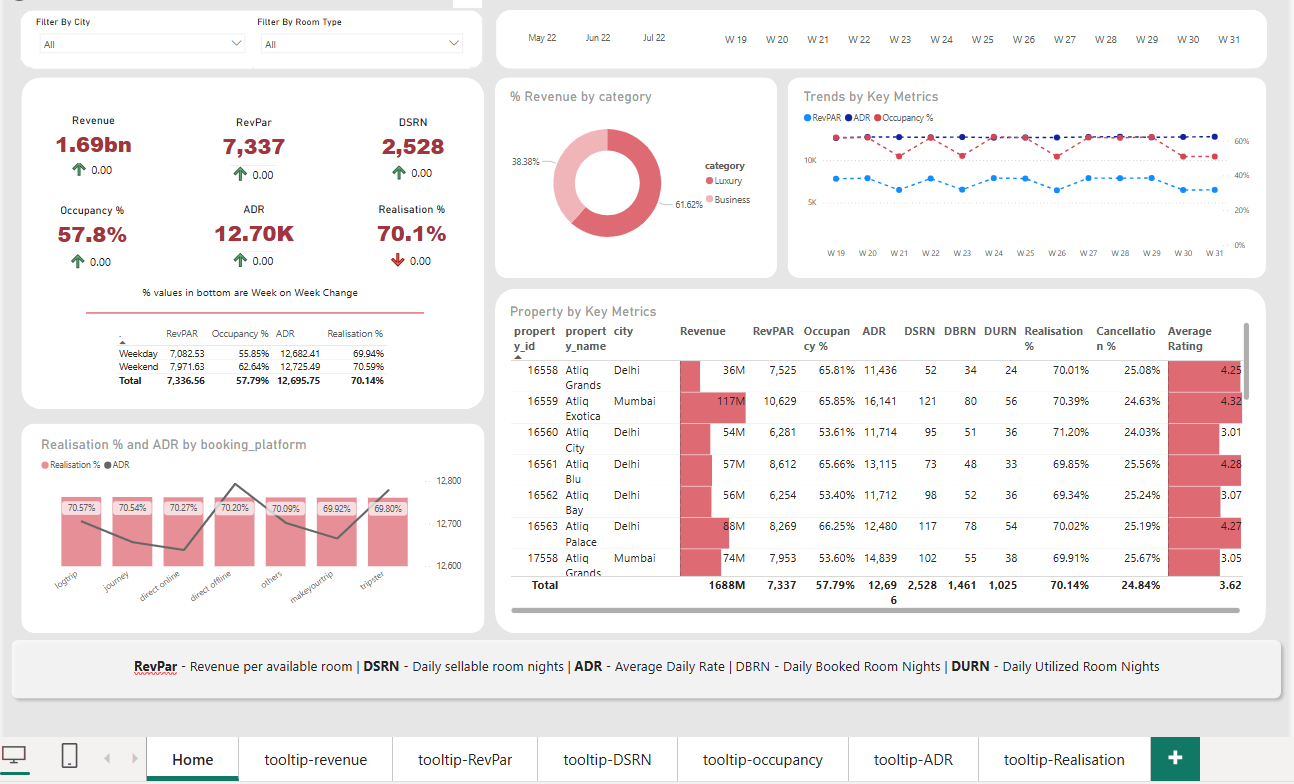 Filter By City
Filter By Room Type
All
All
May 22 Jun 22 Jul 22
W 19 W 20 W 21 W 22 W 23 W 24 W 25 W 26 W 27 W 28 W 29 W 30 W 31
Revenue
1.69bn
0.00
RevPar
7,337
0.00
DSRN
2,528
0.00
Occupancy %
57.8%
0.00
ADR
12.70K
0.00
Realisation %
70.1%
0.00
% values in bottom are Week on Week Change
. RevPAR Occupancy % ADR Realisation %
Weekday 7,082.53 55.85% 12,682.41 69.94%
Weekend 7,971.63 62.64% 12,725.49 70.59%
Total 7,336.56 57.79% 12,695.75 70.14%
% Revenue by category
38.38%
61.62%
category
Luxury
Business
Trends by Key Metrics
RevPAR ADR Occupancy %
10K
5K
60%
40%
20%
0%
W 19 W 20 W 21 W 22 W 23 W 24 W 25 W 26 W 27 W 28 W 29 W 30 W 31
Realisation % and ADR by booking_platform
Realisation % ADR
12,800
12,700
12,600
70.57% 70.54% 70.27% 70.20% 70.09% 69.92% 69.80%
logtrip journey direct online direct offline others makeyourtrip tripster
Property by Key Metrics
propert propert city Revenue RevPAR Occupan ADR DSRN DBRN DURN Realisation Cancellatio Average
y_id y_name cy % % n % Rating
16558 Atliq Delhi 36M 7,525 65.81% 11,436 52 34 24 70.01% 25.08% 4.25
Grands
16559 Atliq Mumbai 117M 10,629 65.85% 16,141 121 80 56 70.39% 24.63% 4.32
Exotica
16560 Atliq Delhi 54M 6,281 53.61% 11,714 95 51 36 71.20% 24.03% 3.01
City
16561 Atliq Delhi 57M 8,612 65.66% 13,115 73 48 33 69.85% 25.56% 4.28
Blu
16562 Atliq Delhi 56M 6,254 53.40% 11,712 98 52 36 69.34% 25.24% 3.07
Bay
16563 Atliq Delhi 88M 8,269 66.25% 12,480 117 78 54 70.02% 25.19% 4.27
Palace
17558 Atliq Mumbai 74M 7,953 53.60% 14,839 102 55 38 69.91% 25.67% 3.05
Grands
Total 1688M 7,337 57.79% 12,69 2,528 1,461 1,025 70.14% 24.84% 3.62
6
RevPar - Revenue per available room | DSRN - Daily sellable room nights | ADR - Average Daily Rate | DBRN - Daily Booked Room Nights | DURN - Daily Utilized Room Nights
Home tooltip-revenue tooltip-RevPar tooltip-DSRN tooltip-occupancy tooltip-ADR tooltip-Realisation +